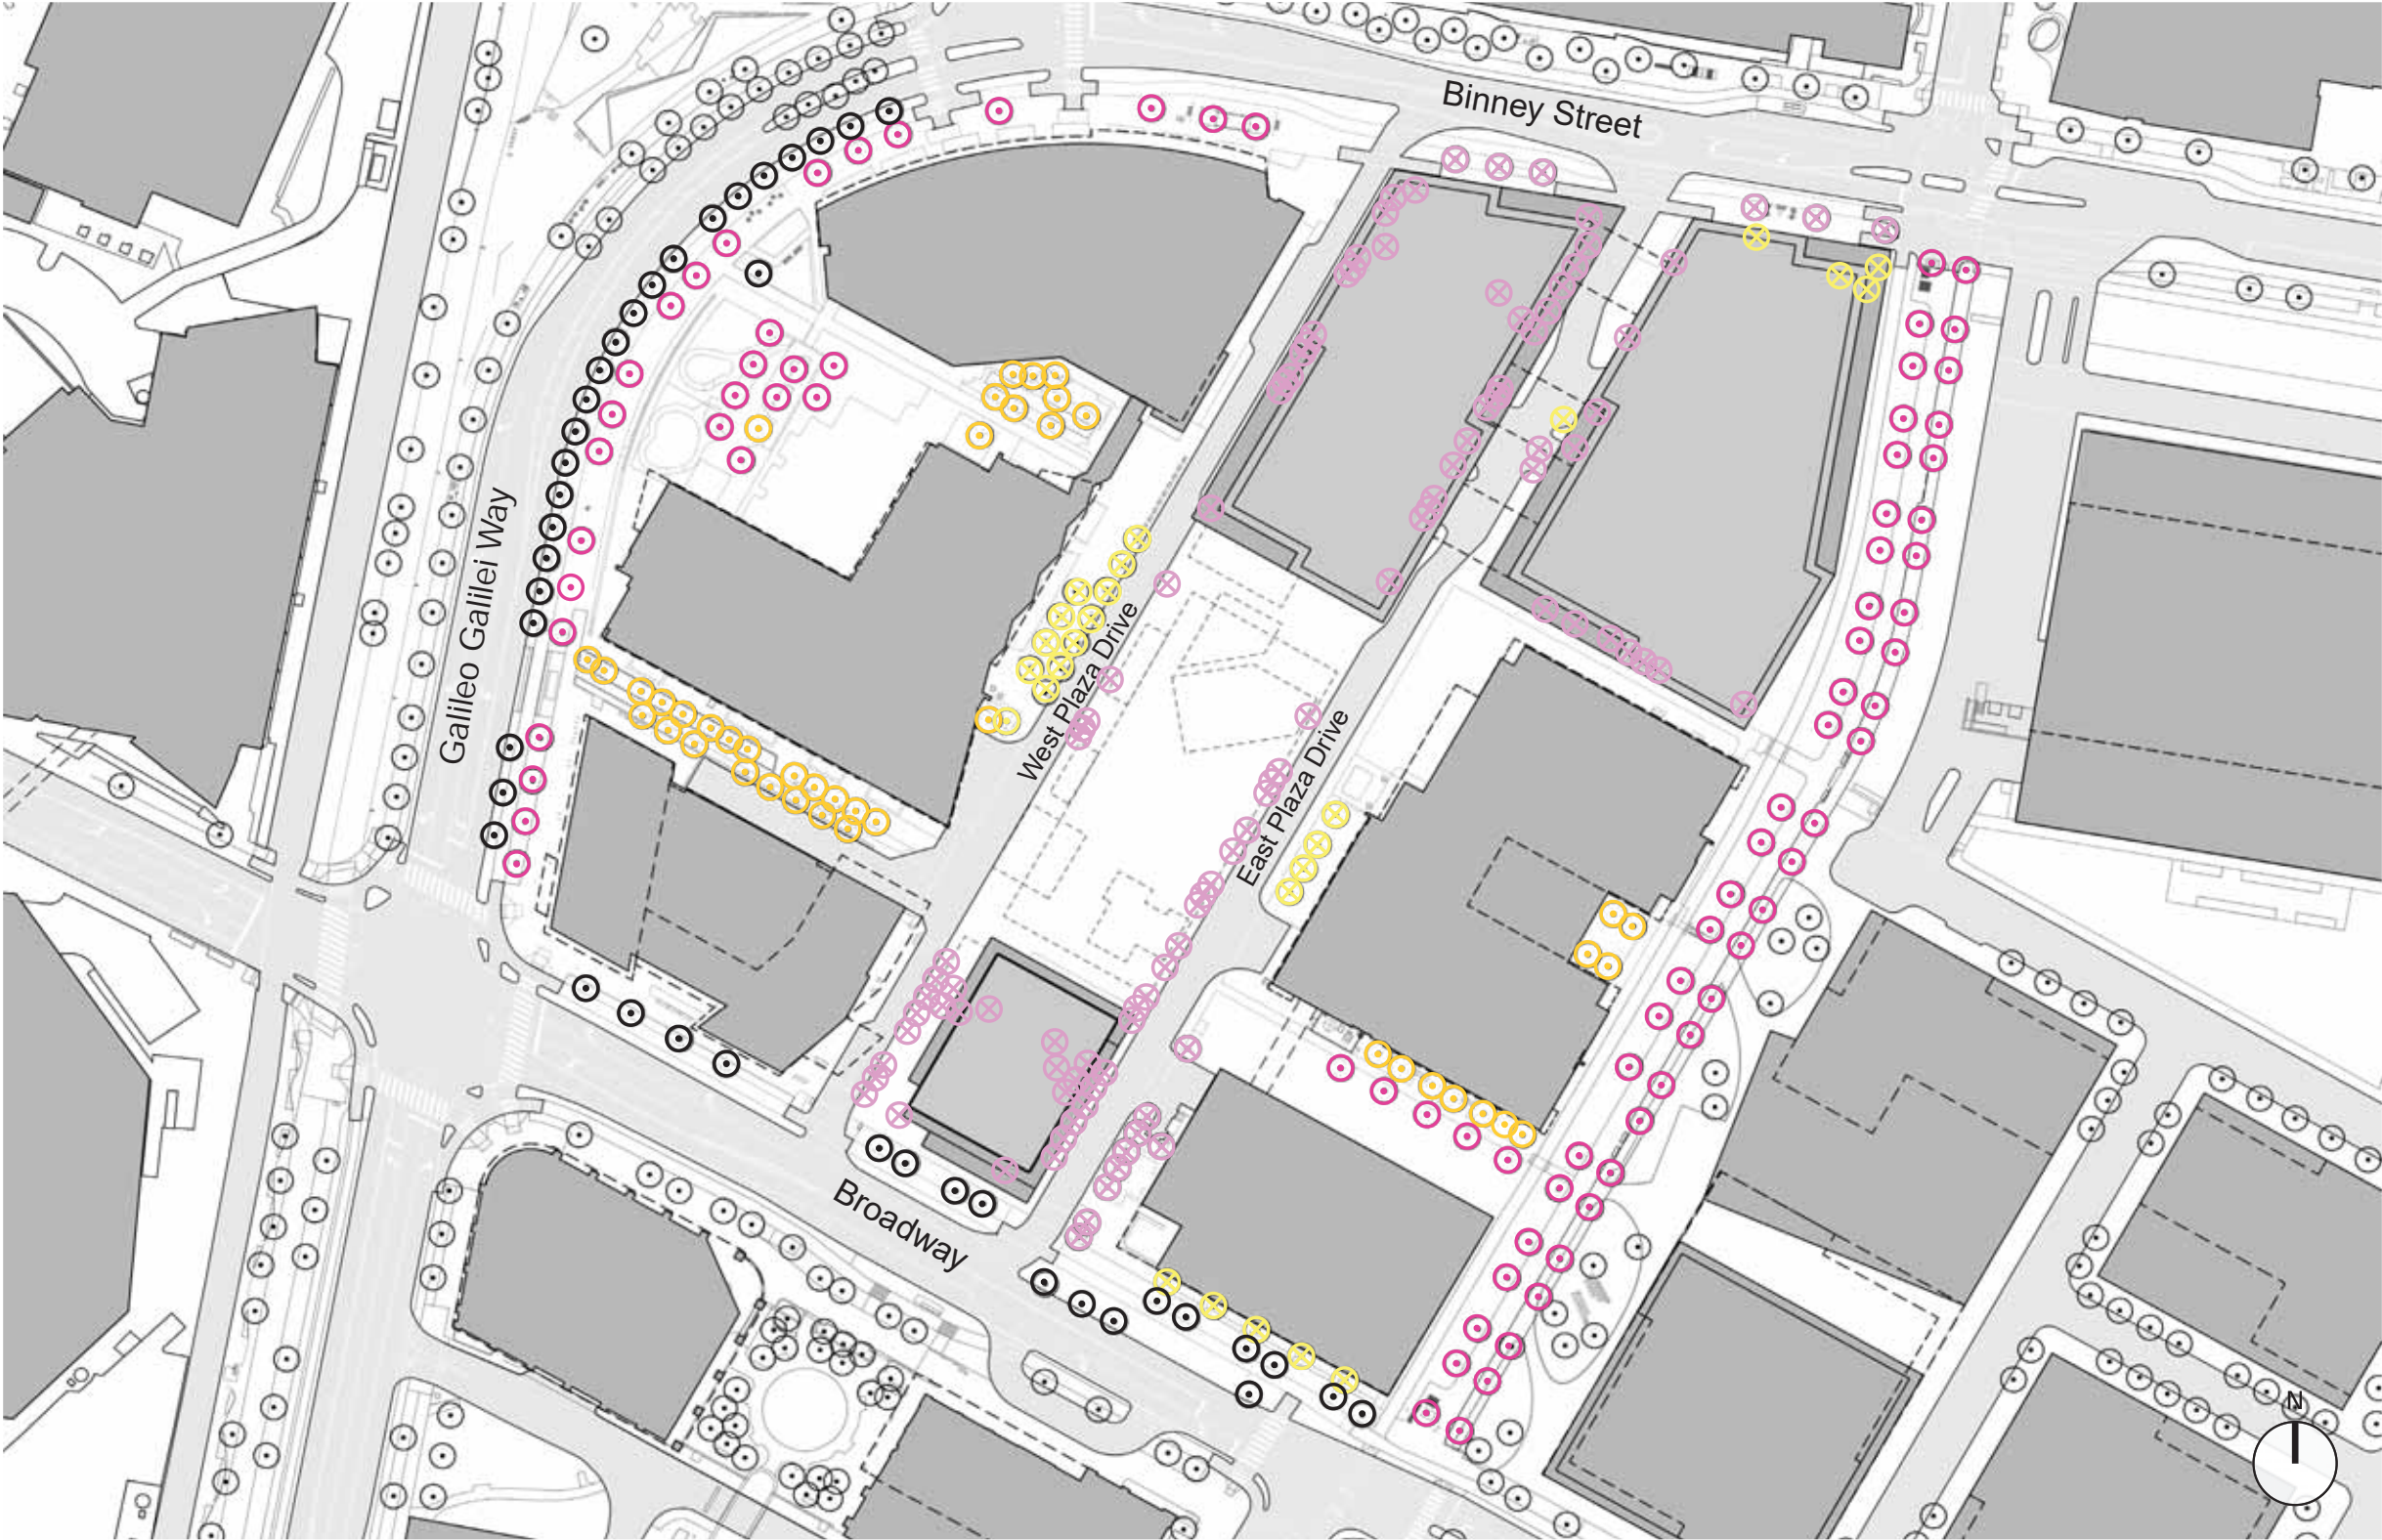 Binney Street
Galileo Galilei Way
West Plaza Drive
East Plaza Drive
Broadway
N